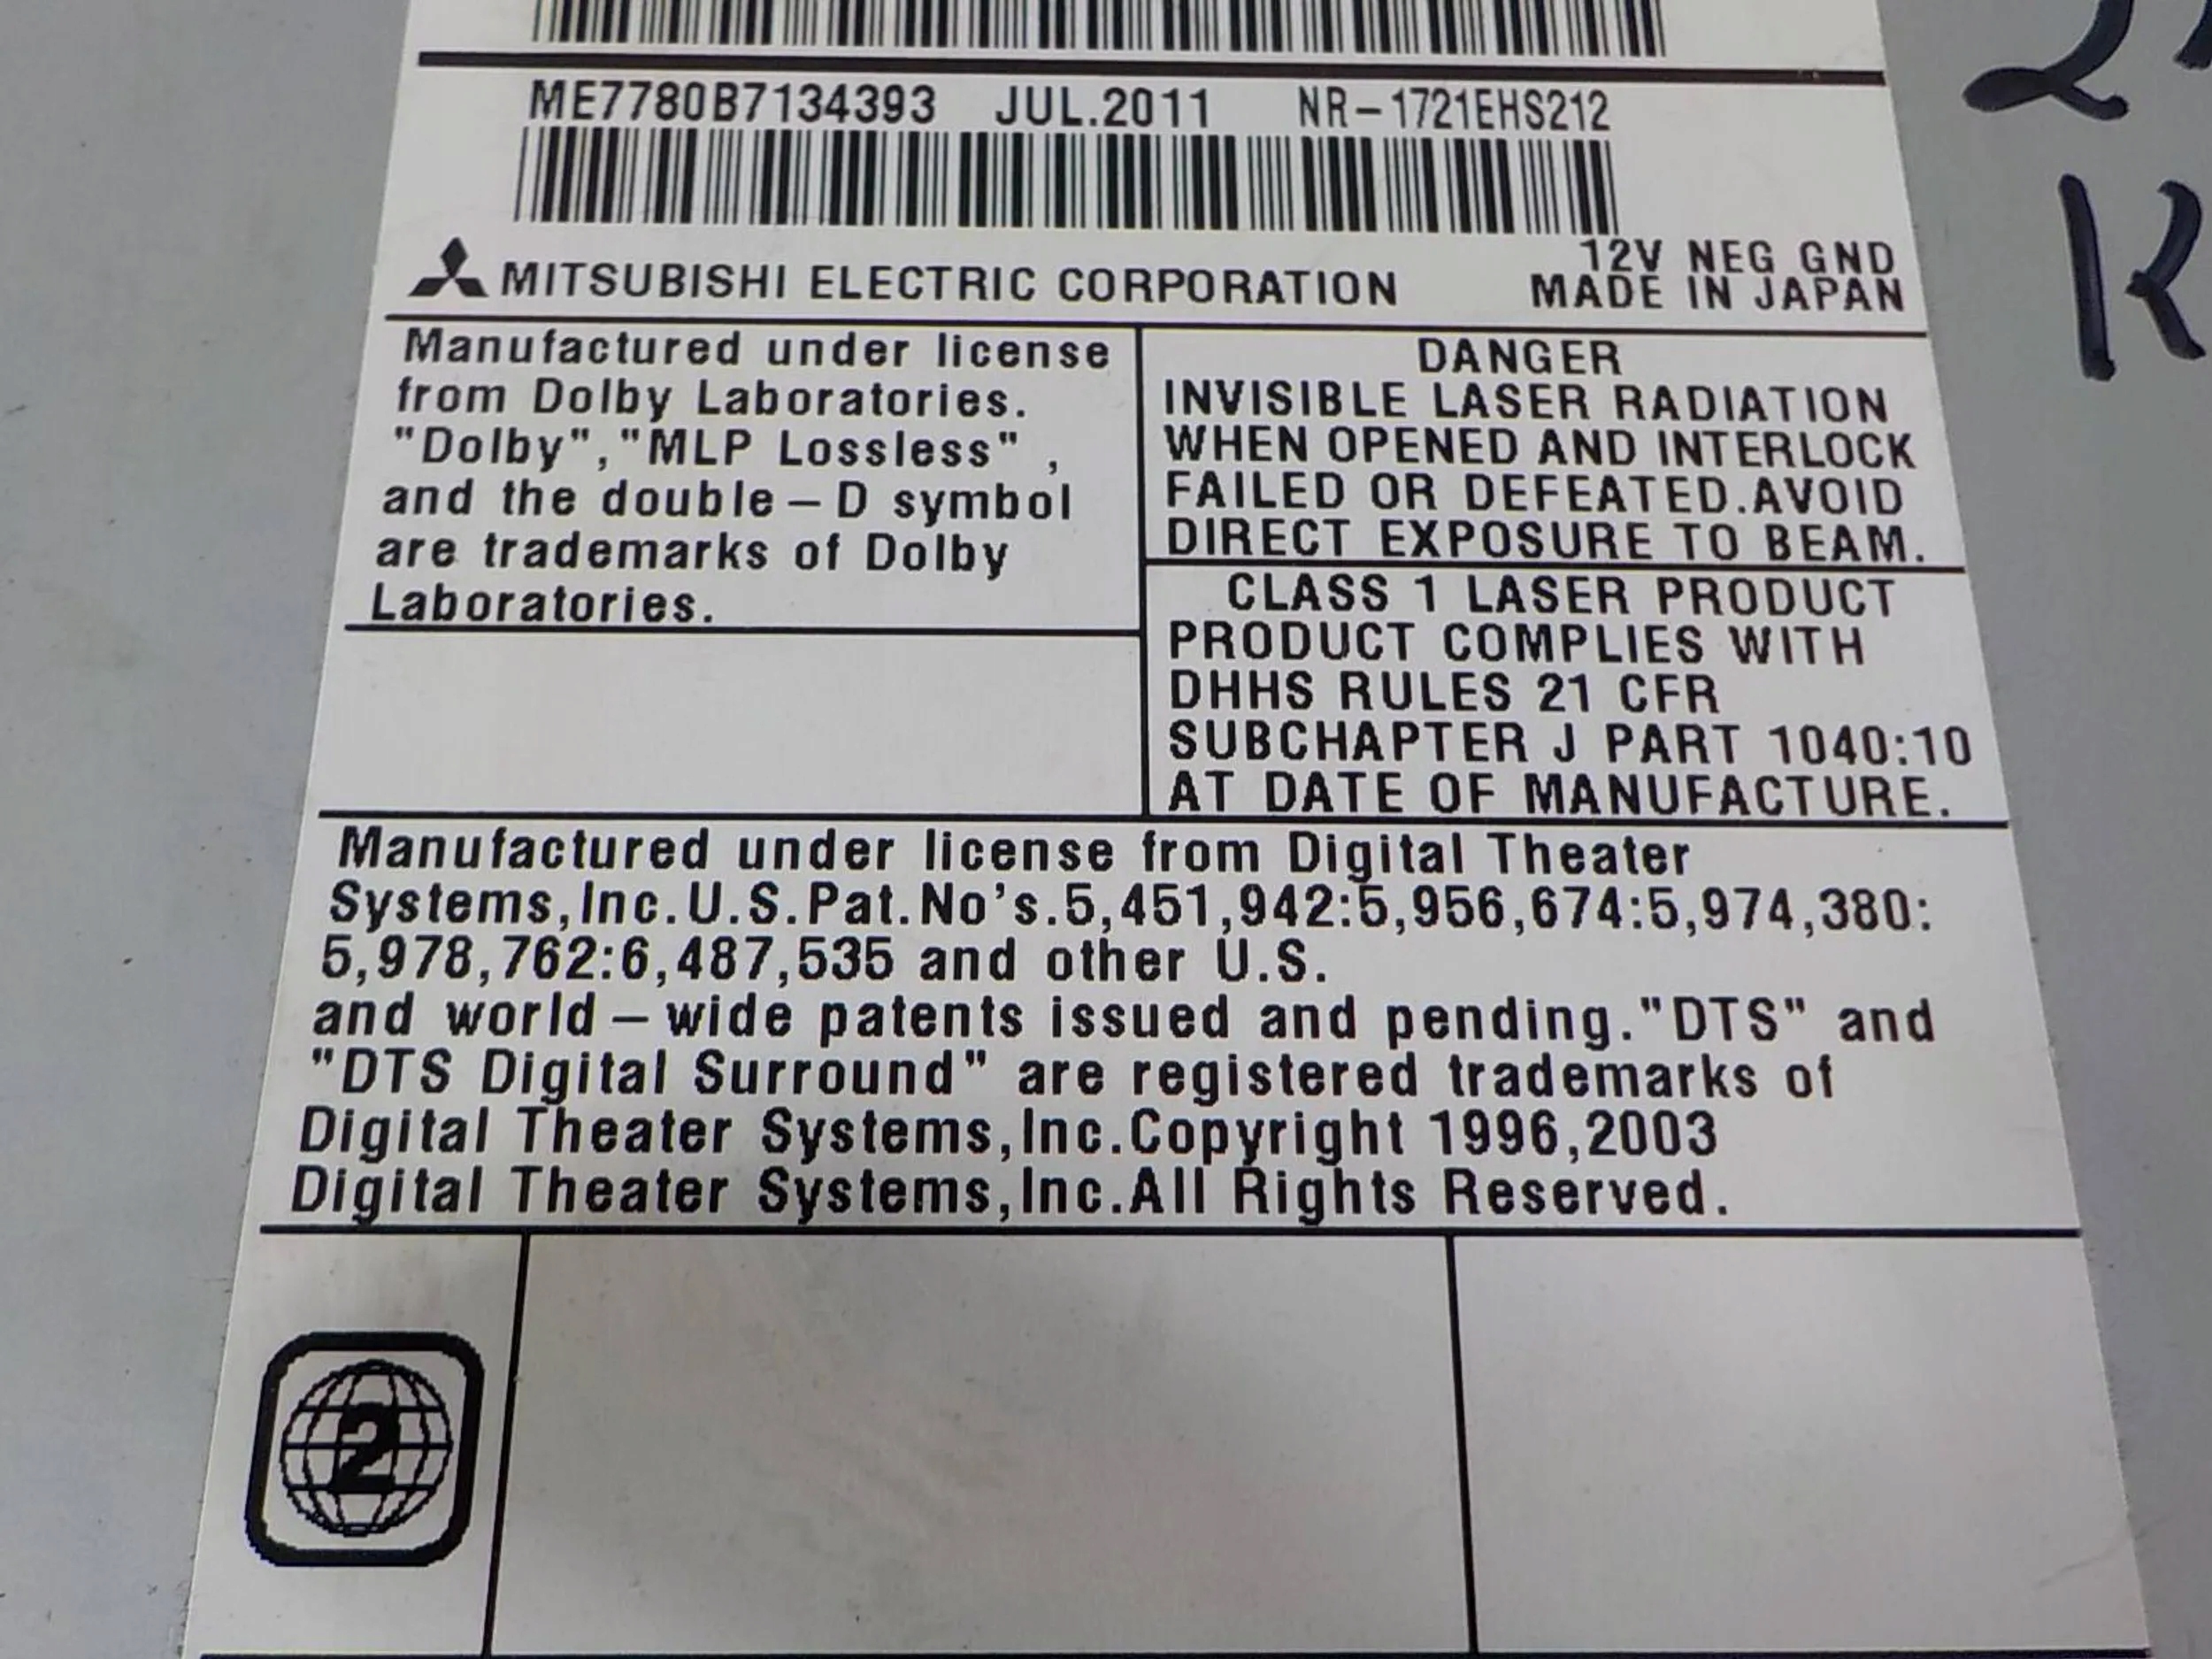 ME7780B7134393 JUL.2011 NR-1721EHS212
MITSUBISHI ELECTRIC CORPORATION
12V NEG GND
MADE IN JAPAN
Manufactured under license
from Dolby Laboratories.
"Dolby","MLP Lossless" ,
and the double-D symbol
are trademarks of Dolby
Laboratories.
DANGER
INVISIBLE LASER RADIATION
WHEN OPENED AND INTERLOCK
FAILED OR DEFEATED.AVOID
DIRECT EXPOSURE TO BEAM.
CLASS 1 LASER PRODUCT
PRODUCT COMPLIES WITH
DHHS RULES 21 CFR
SUBCHAPTER J PART 1040:10
AT DATE OF MANUFACTURE.
Manufactured under license from Digital Theater
Systems,Inc.U.S.Pat.No's.5,451,942:5,956,674:5,974,380:
5,978,762:6,487,535 and other U.S.
and world-wide patents issued and pending."DTS" and
"DTS Digital Surround" are registered trademarks of
Digital Theater Systems,Inc.Copyright 1996,2003
Digital Theater Systems,Inc.All Rights Reserved.
2